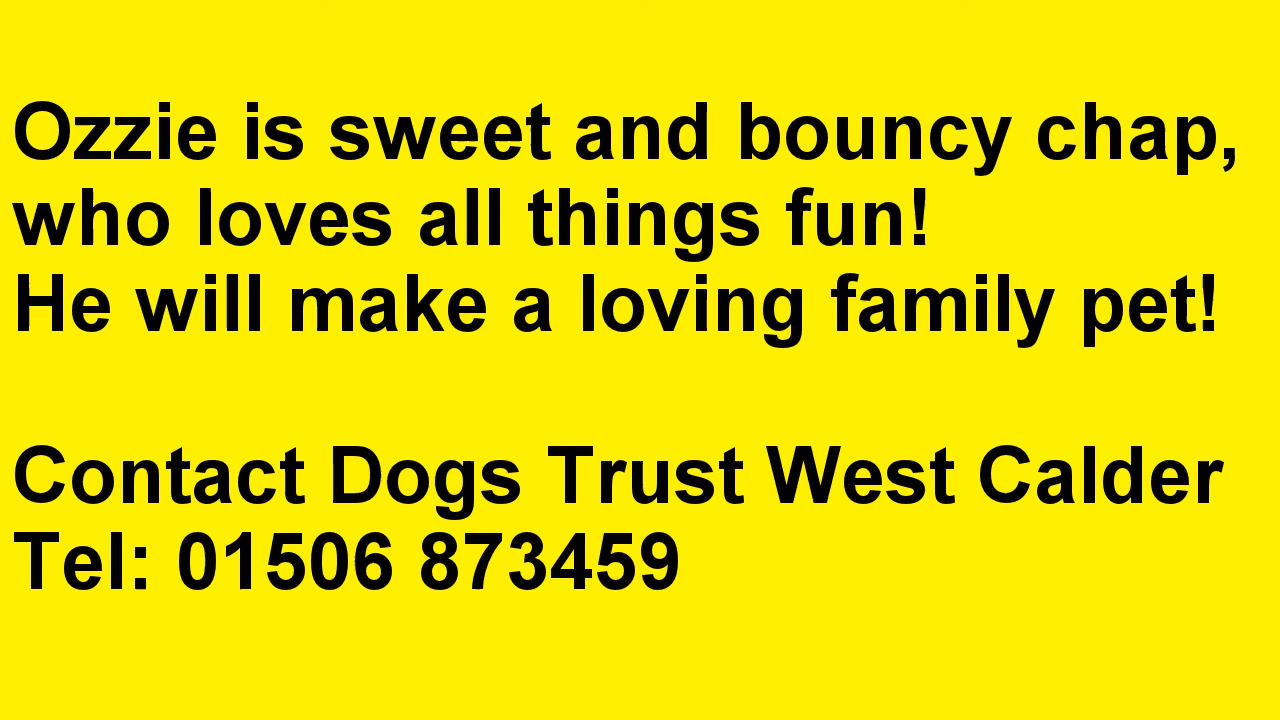 Ozzie is sweet and bouncy chap,
who loves all things fun!
He will make a loving family pet!
Contact Dogs Trust West Calder
Tel: 01506 873459